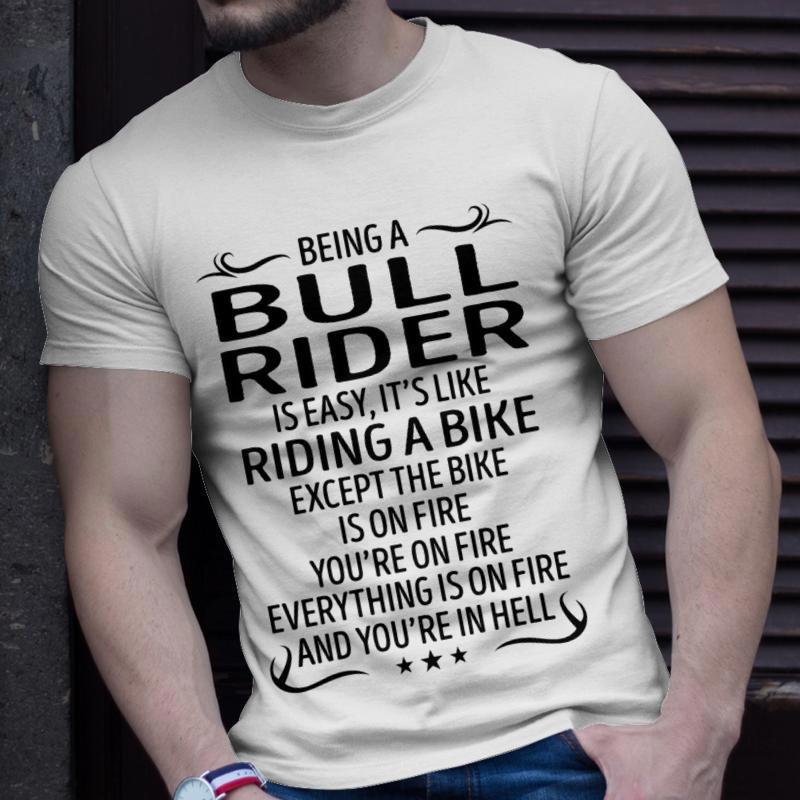 BEING A
BULL
RIDER
IS EASY, IT'S LIKE
RIDING A BIKE
EXCEPT THE BIKE
IS ON FIRE
YOU'RE ON FIRE
EVERYTHING IS ON FIRE
AND YOU'RE IN HELL